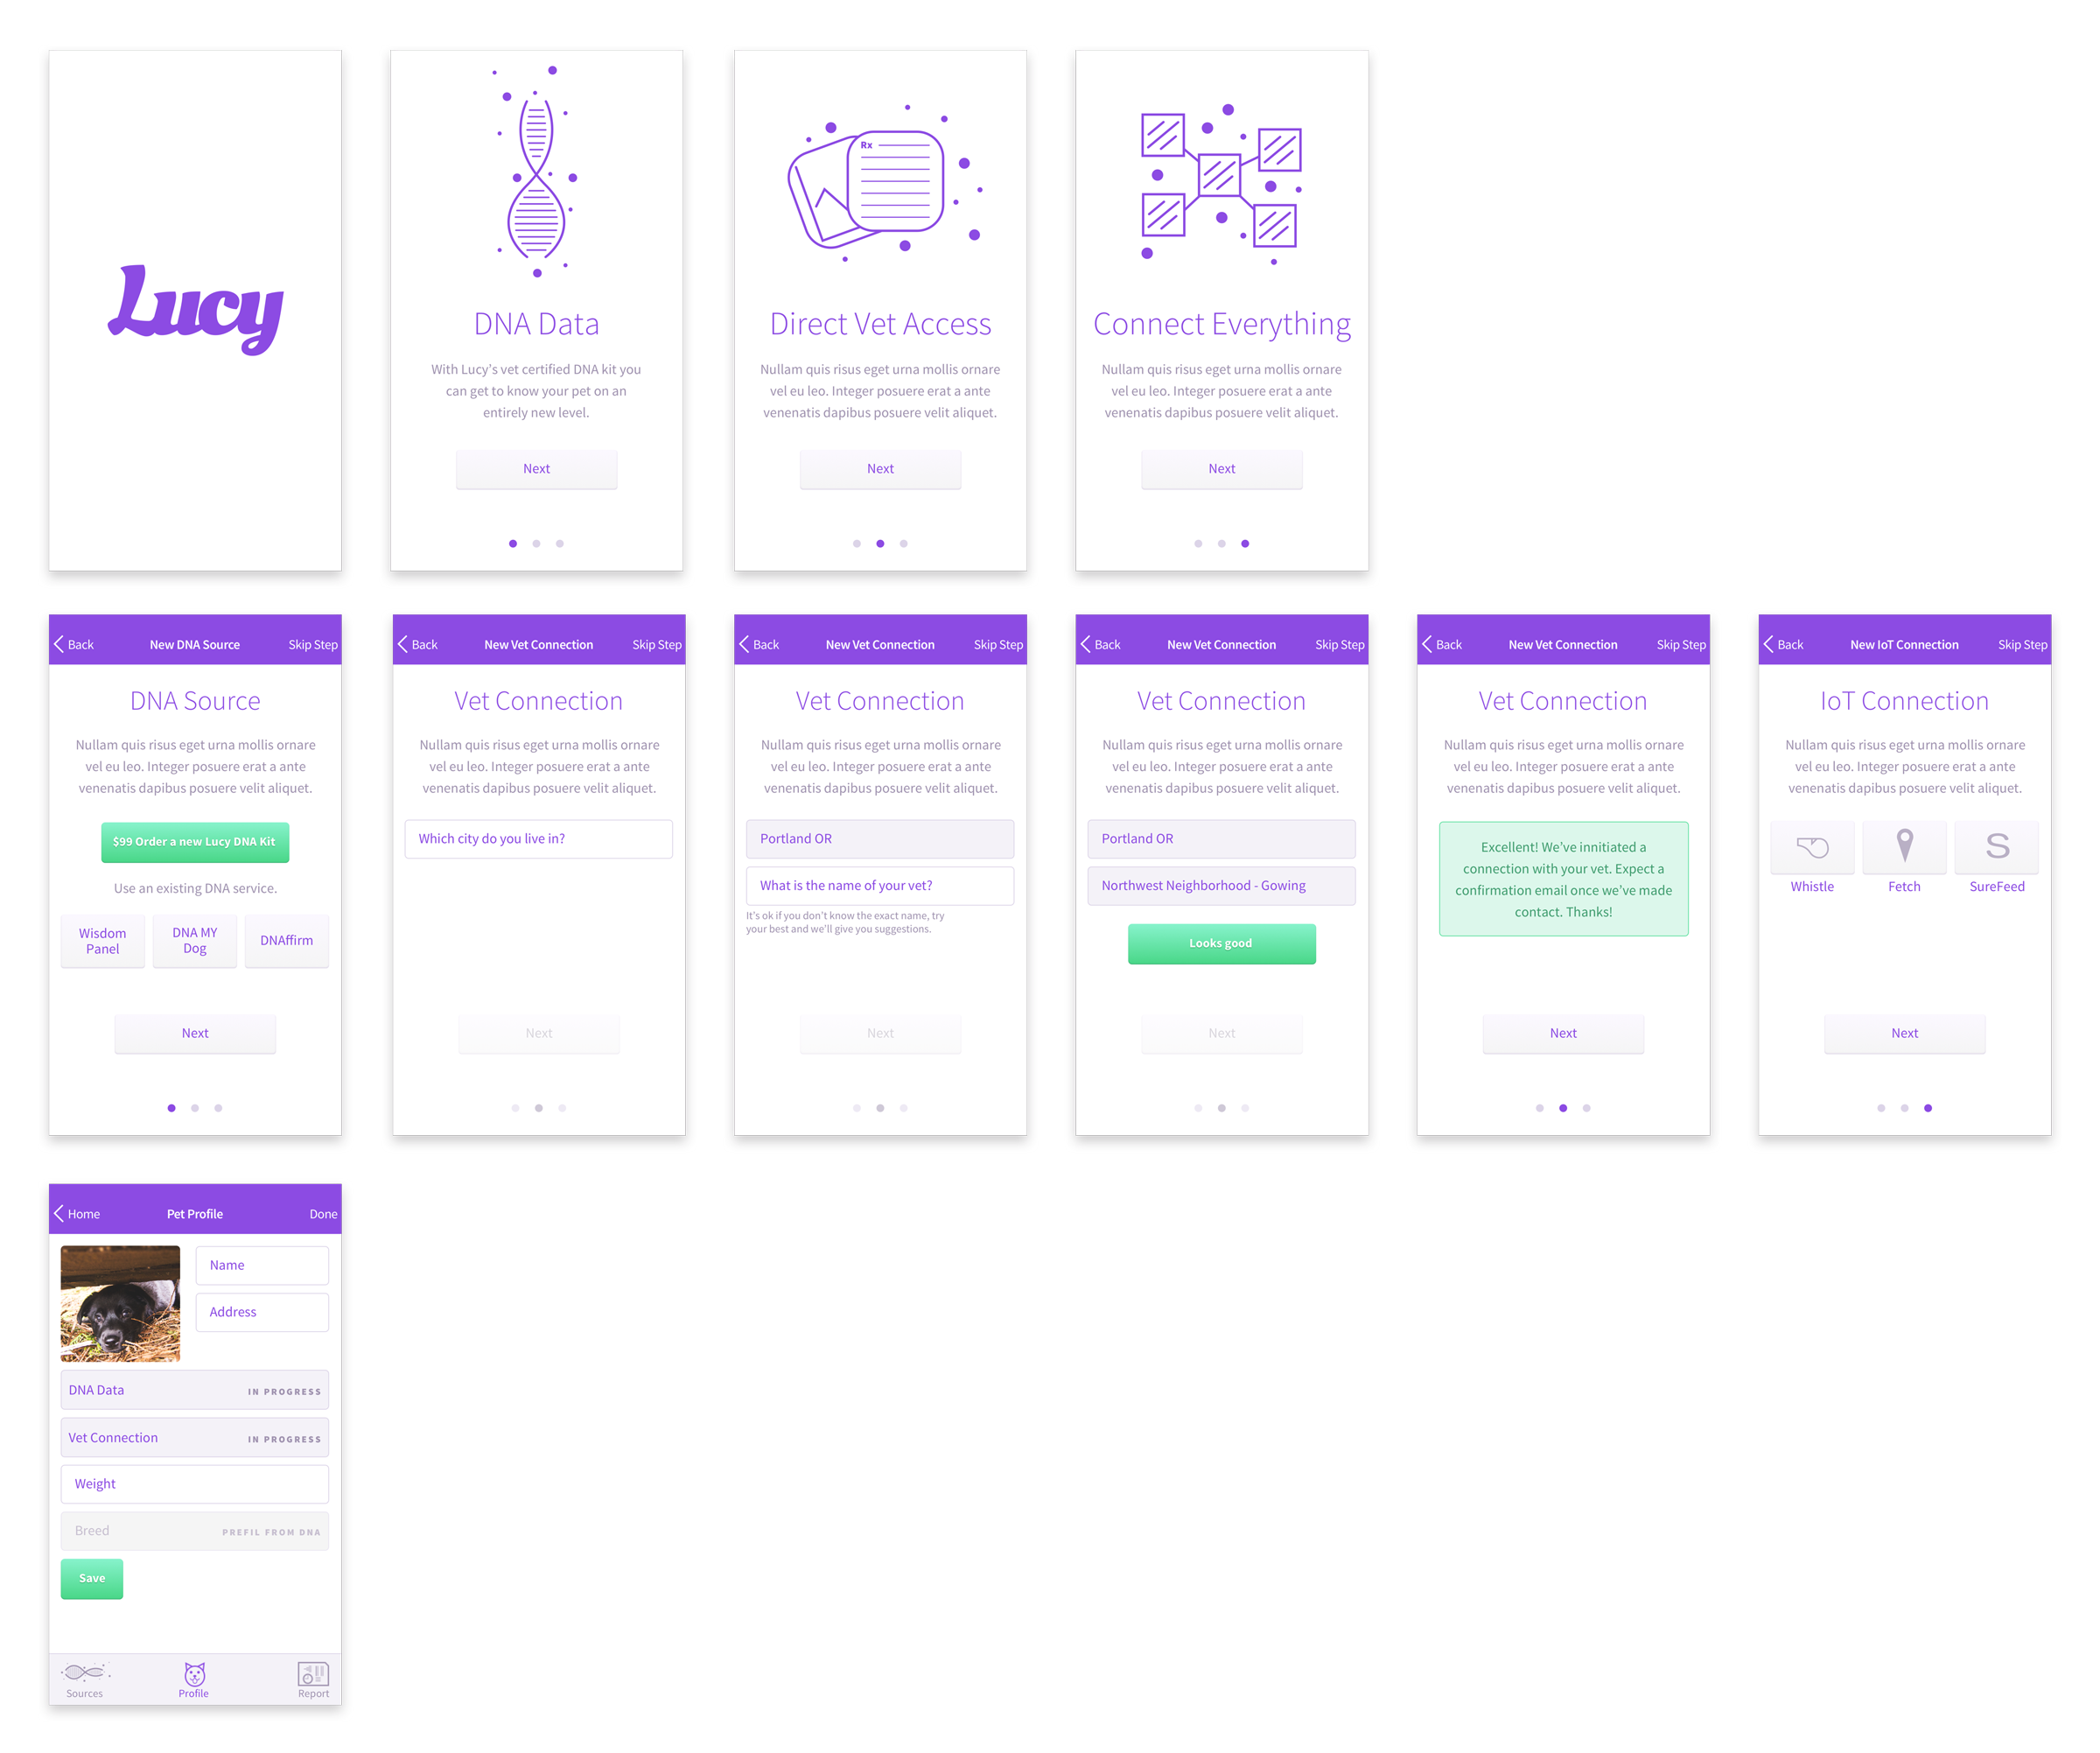 Lucy
DNA Data
With Lucy's vet certified DNA kit you
can get to know your pet on an
entirely new level.
Next
Rx
Direct Vet Access
Nullam quis risus eget urna mollis ornare
vel eu leo. Integer posuere erat a ante
venenatis dapibus posuere velit aliquet.
Next
Connect Everything
Nullam quis risus eget urna mollis ornare
vel eu leo. Integer posuere erat a ante
venenatis dapibus posuere velit aliquet.
Next
Back New DNA Source Skip Step
DNA Source
Nullam quis risus eget urna mollis ornare
vel eu leo. Integer posuere erat a ante
venenatis dapibus posuere velit aliquet.
$99 Order a new Lucy DNA Kit
Use an existing DNA service.
Wisdom Panel
DNA MY Dog
DNAffirm
Next
Back New Vet Connection Skip Step
Vet Connection
Nullam quis risus eget urna mollis ornare
vel eu leo. Integer posuere erat a ante
venenatis dapibus posuere velit aliquet.
Which city do you live in?
Next
Back New Vet Connection Skip Step
Vet Connection
Nullam quis risus eget urna mollis ornare
vel eu leo. Integer posuere erat a ante
venenatis dapibus posuere velit aliquet.
Portland OR
What is the name of your vet?
It's ok if you don't know the exact name, try
your best and we'll give you suggestions.
Next
Back New Vet Connection Skip Step
Vet Connection
Nullam quis risus eget urna mollis ornare
vel eu leo. Integer posuere erat a ante
venenatis dapibus posuere velit aliquet.
Portland OR
Northwest Neighborhood - Gowing
Looks good
Next
Back New Vet Connection Skip Step
Vet Connection
Nullam quis risus eget urna mollis ornare
vel eu leo. Integer posuere erat a ante
venenatis dapibus posuere velit aliquet.
Excellent! We've innitiated a
connection with your vet. Expect a
confirmation email once we've made
contact. Thanks!
Next
Back New IoT Connection Skip Step
IoT Connection
Nullam quis risus eget urna mollis ornare
vel eu leo. Integer posuere erat a ante
venenatis dapibus posuere velit aliquet.
S
Whistle Fetch SureFeed
Next
Home Pet Profile Done
Name
Address
DNA Data IN PROGRESS
Vet Connection IN PROGRESS
Weight
Breed PREFIL FROM DNA
Save
Sources Profile Report